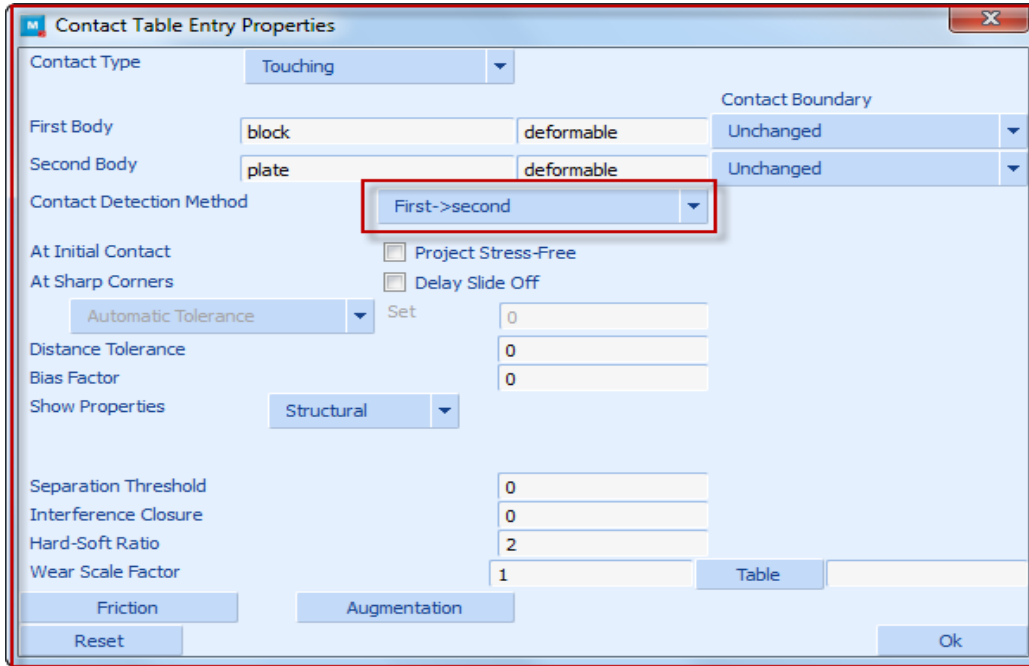 M Contact Table Entry Properties X
Contact Type Touching
Contact Boundary
First Body block deformable Unchanged
Second Body plate deformable Unchanged
Contact Detection Method First->second
At Initial Contact Project Stress-Free
At Sharp Corners Delay Slide Off
Automatic Tolerance Set 0
Distance Tolerance 0
Bias Factor 0
Show Properties Structural
Separation Threshold 0
Interference Closure 0
Hard-Soft Ratio 2
Wear Scale Factor 1 Table
Friction Augmentation
Reset Ok